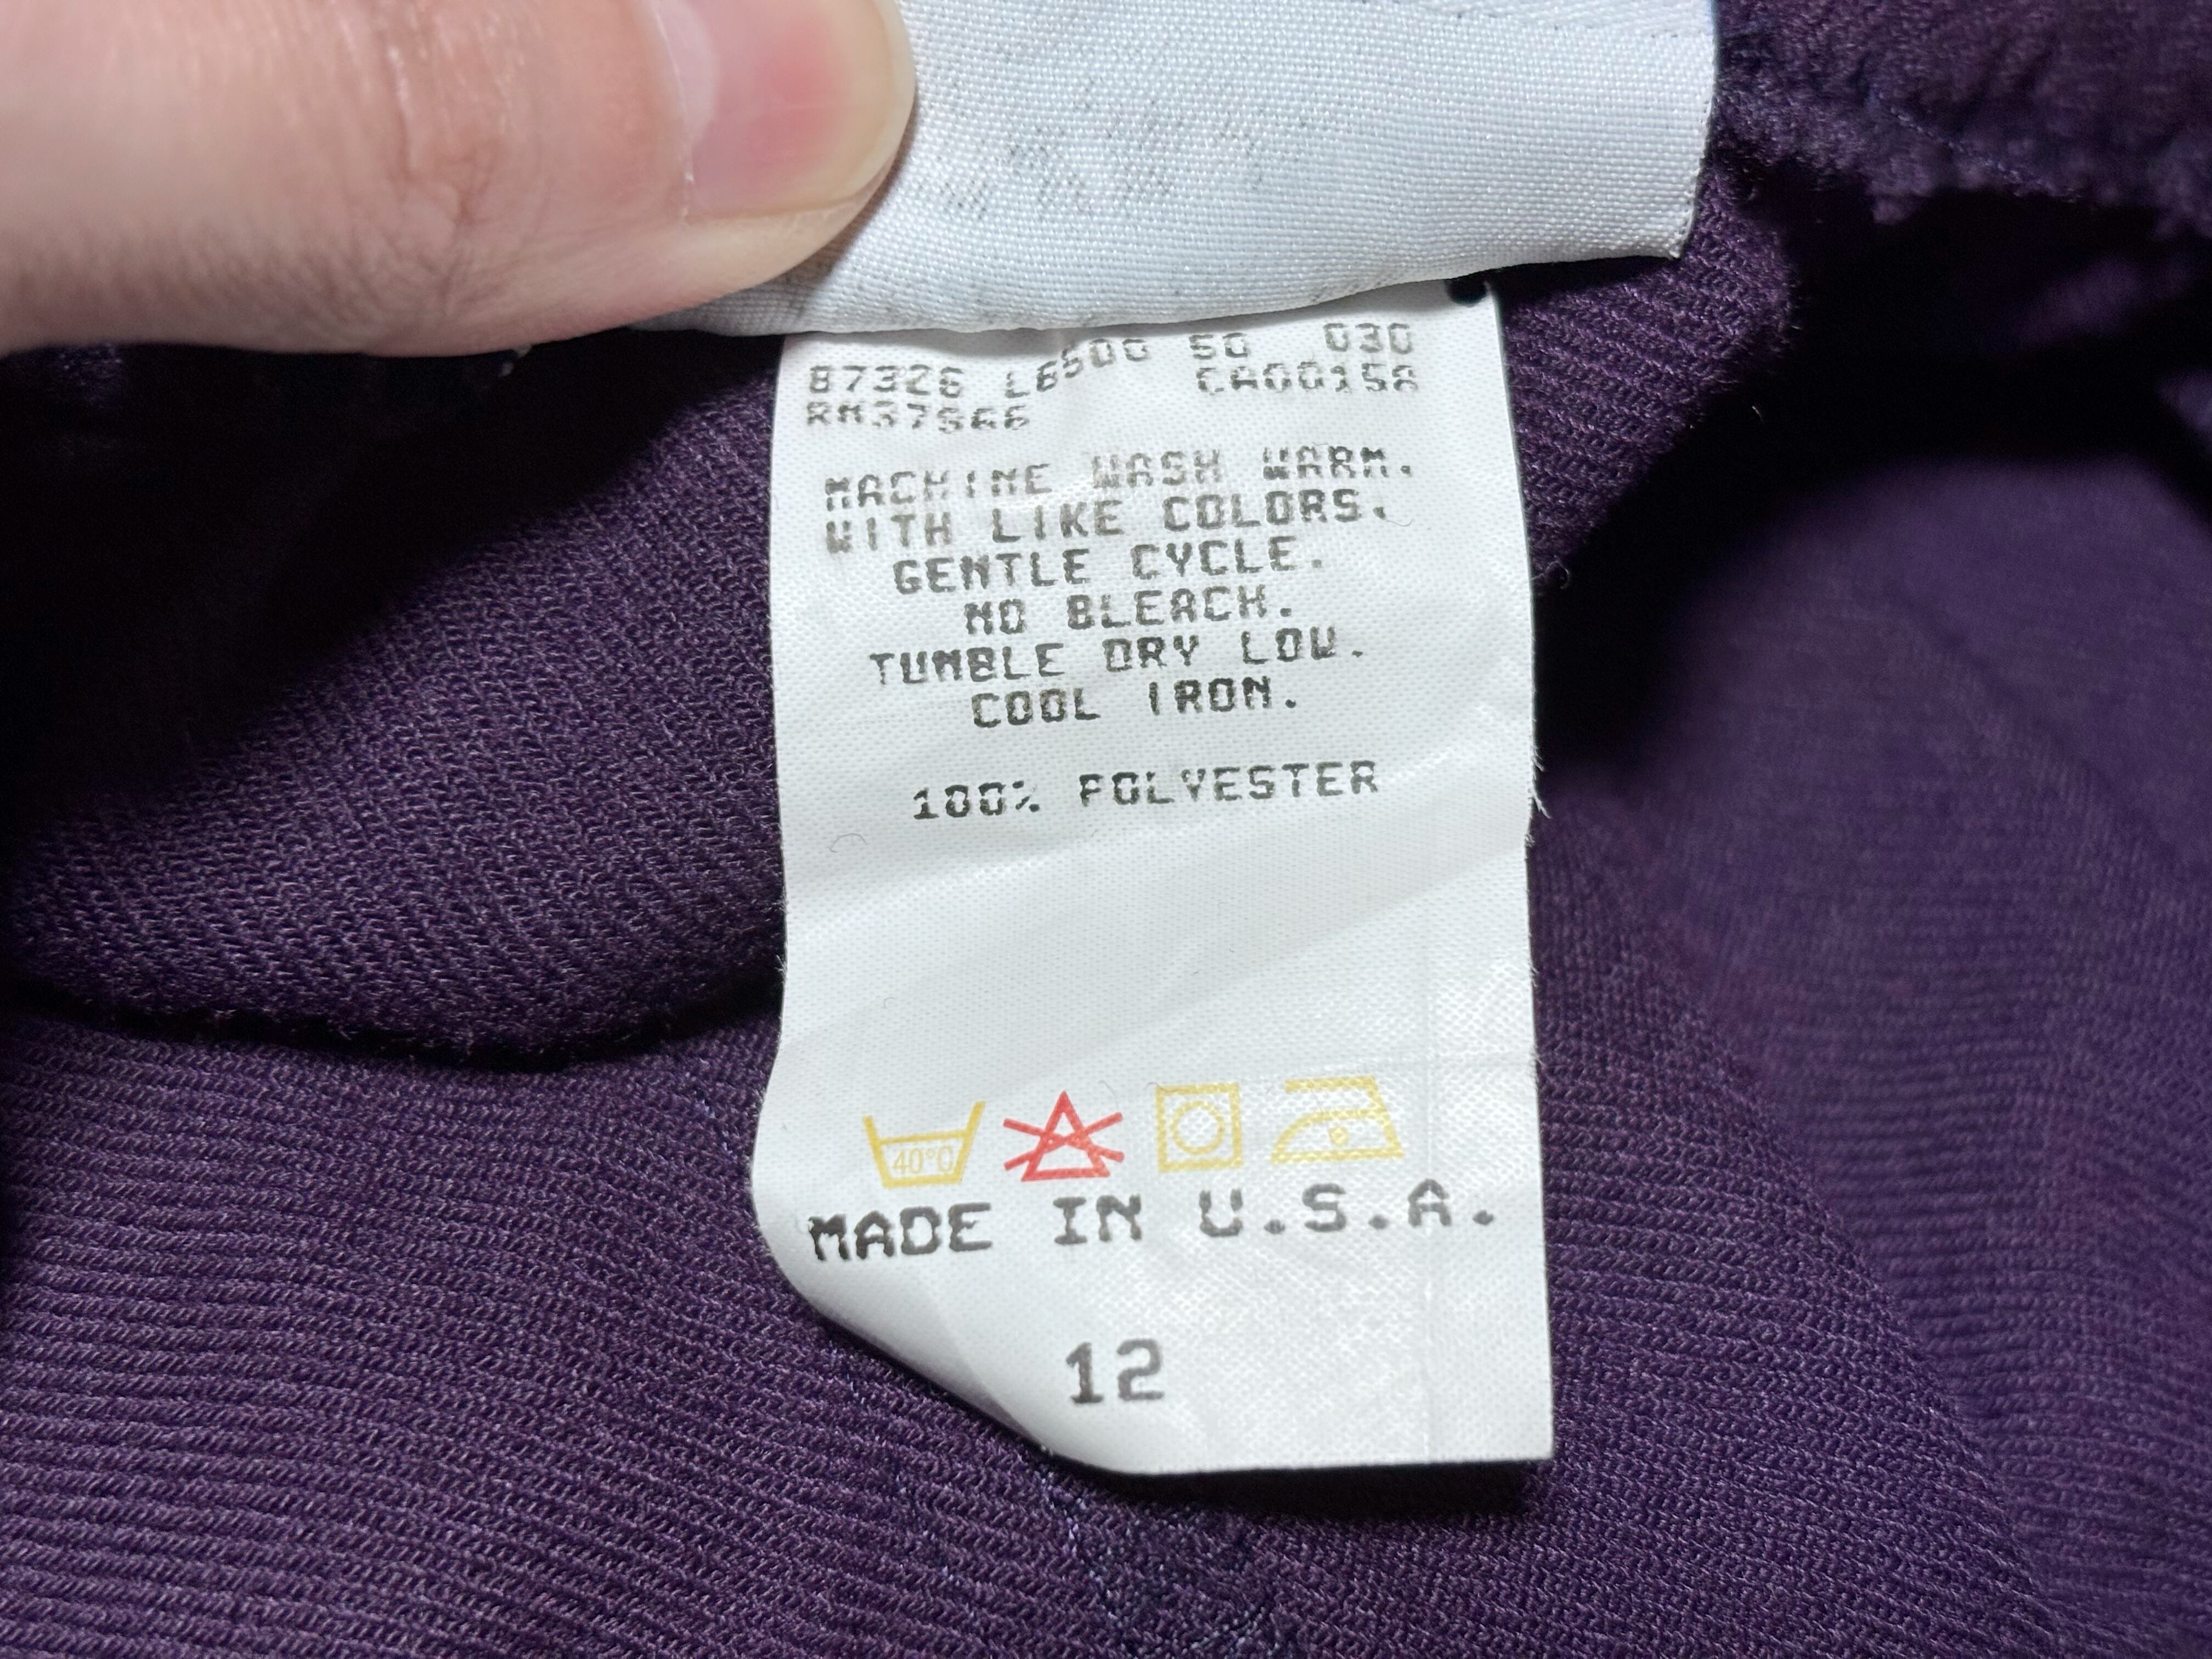 87326 L6500 50 030
RM37566 CA00158
MACHINE WASH WARM.
WITH LIKE COLORS.
GENTLE CYCLE.
NO BLEACH.
TUMBLE DRY LOW.
COOL IRON.
100% POLYESTER
40°C
MADE IN U.S.A.
12